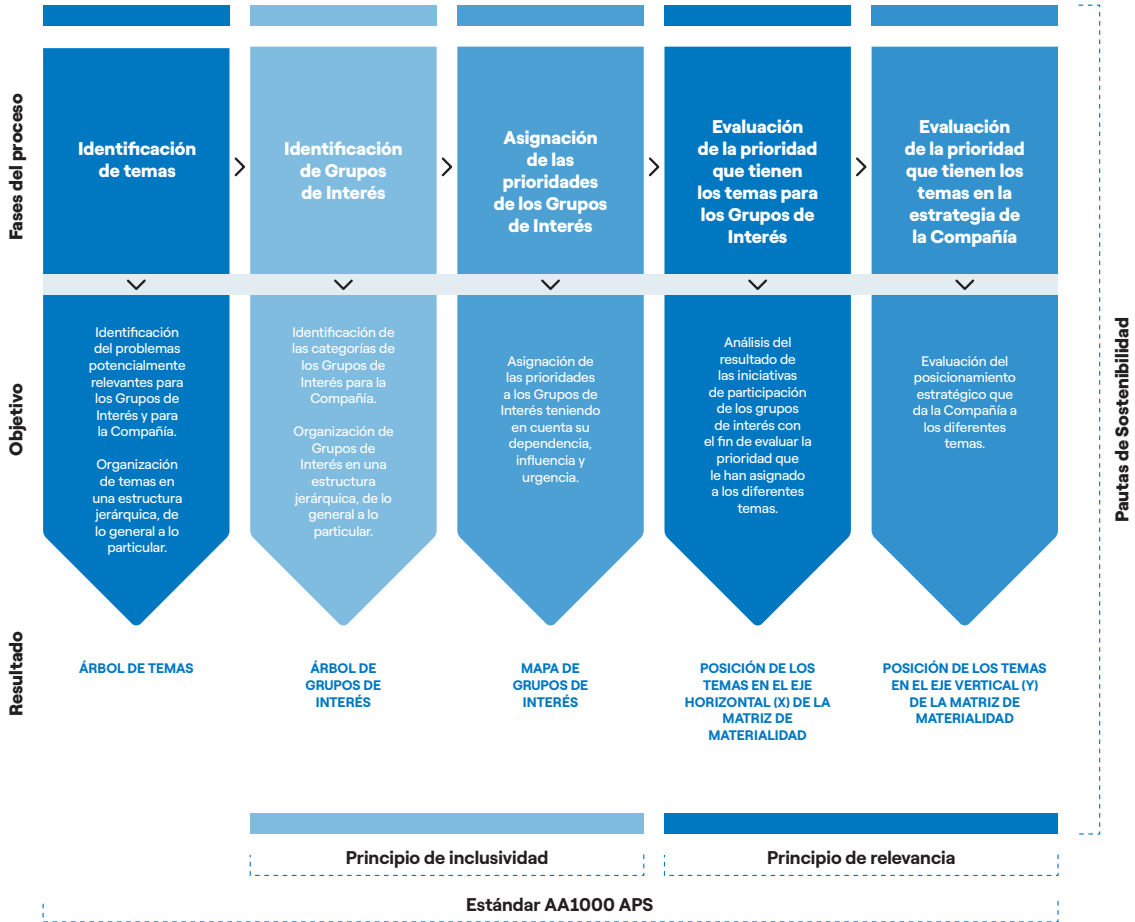 Fases del proceso
Identificación
de temas
Identificación
de Grupos
de Interés
Asignación
de las
prioridades
de los Grupos
de Interés
Evaluación
de la prioridad
que tienen
los temas para
los Grupos de
Interés
Evaluación
de la prioridad
que tienen los
temas en la
estrategia de
la Compañía
Objetivo
Identificación
del problemas
potencialmente
relevantes para
los Grupos de
Interés y para
la Compañía.
Organización
de temas en
una estructura
jerárquica, de
lo general a lo
particular.
Identificación de
las categorías de
los Grupos de
Interés para la
Compañía.
Organización de
Grupos de
Interés en una
estructura
jerárquica, de lo
general a lo
particular.
Asignación de
las prioridades
a los Grupos de
Interés teniendo
en cuenta su
dependencia,
influencia y
urgencia.
Análisis del
resultado de
las iniciativas
de participación
de los grupos
de interés con
el fin de evaluar la
prioridad que
le han asignado
a los diferentes
temas.
Evaluación del
posicionamiento
estratégico que
da la Compañía a
los diferentes
temas.
Resultado
ÁRBOL DE TEMAS
ÁRBOL DE
GRUPOS DE
INTERÉS
MAPA DE
GRUPOS DE
INTERÉS
POSICIÓN DE LOS
TEMAS EN EL EJE
HORIZONTAL (X) DE LA
MATRIZ DE
MATERIALIDAD
POSICIÓN DE LOS TEMAS
EN EL EJE VERTICAL (Y)
DE LA MATRIZ DE
MATERIALIDAD
Pautas de Sostenibilidad
Principio de inclusividad
Principio de relevancia
Estándar AA1000 APS